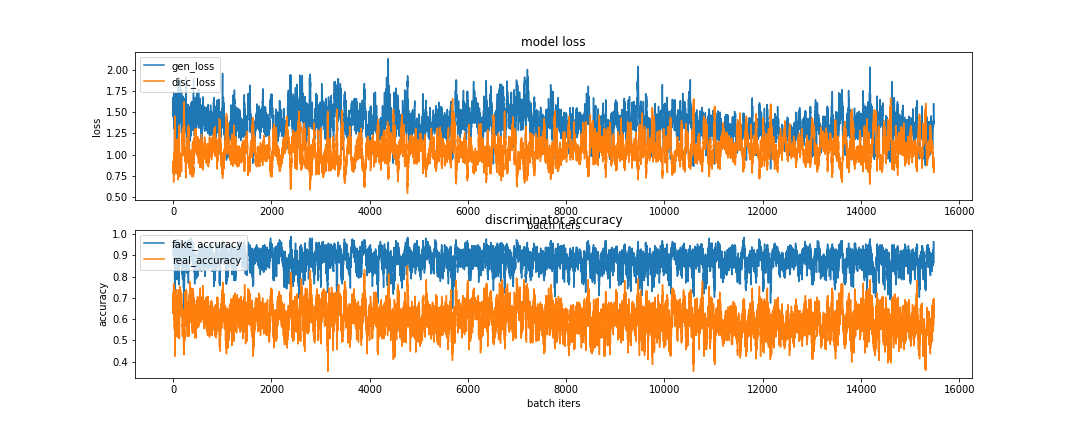 model loss
gen_loss
disc_loss
2.00
1.75
1.50
1.25
1.00
0.75
0.50
loss
0 2000 4000 6000 8000 10000 12000 14000 16000
batch iters
discriminator accuracy
fake_accuracy
real_accuracy
1.0
0.9
0.8
0.7
0.6
0.5
0.4
accuracy
0 2000 4000 6000 8000 10000 12000 14000 16000
batch iters